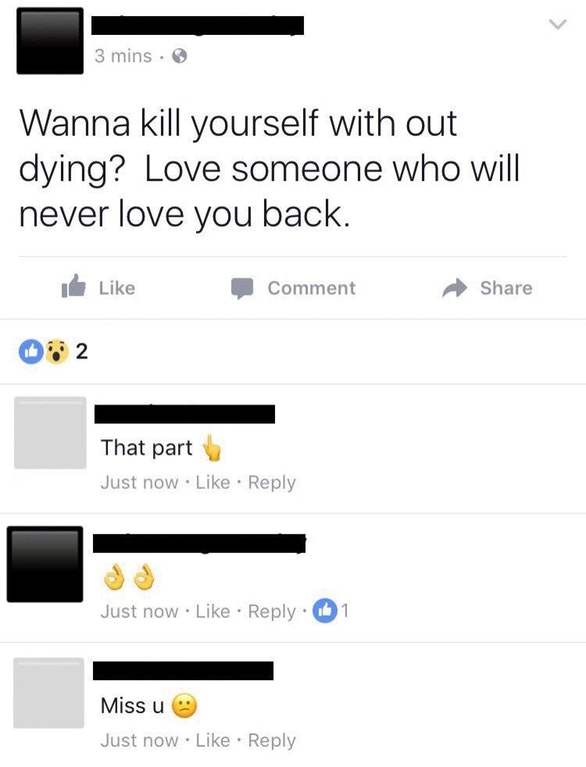 3 mins ·
Wanna kill yourself with out
dying? Love someone who will
never love you back.
Like Comment Share
2
That part 👆
Just now · Like · Reply
👌👌
Just now · Like · Reply · 1
Miss u 😕
Just now · Like · Reply